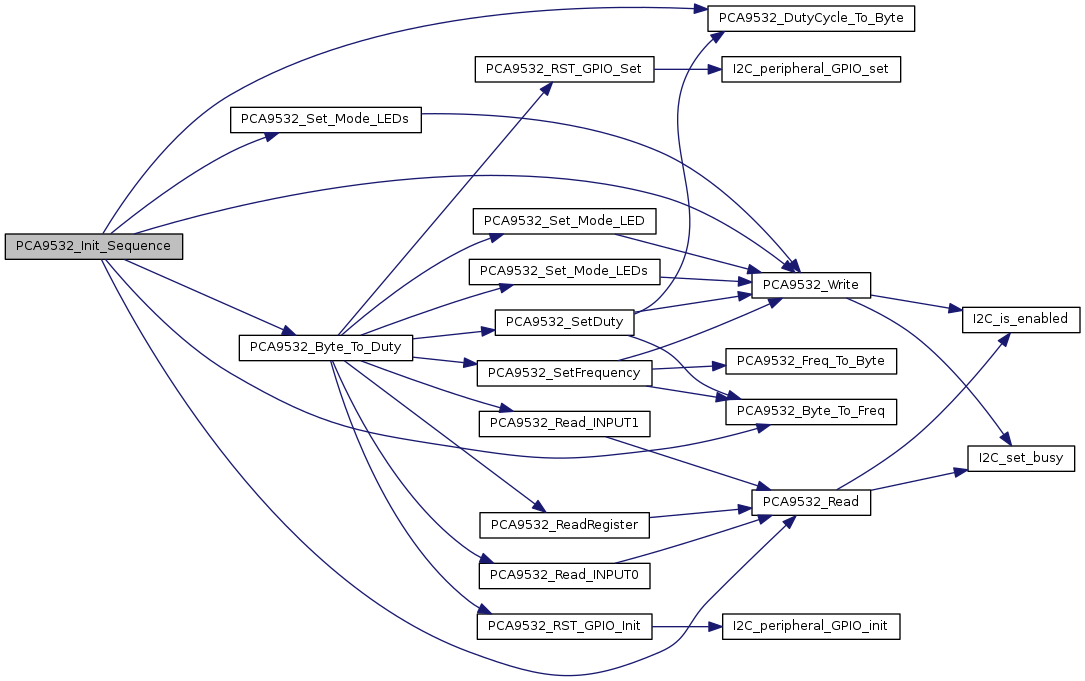 PCA9532_DutyCycle_To_Byte
PCA9532_RST_GPIO_Set
I2C_peripheral_GPIO_set
PCA9532_Set_Mode_LEDs
PCA9532_Set_Mode_LED
PCA9532_Init_Sequence
PCA9532_Set_Mode_LEDs
PCA9532_Write
PCA9532_SetDuty
I2C_is_enabled
PCA9532_Byte_To_Duty
PCA9532_Freq_To_Byte
PCA9532_SetFrequency
PCA9532_Byte_To_Freq
PCA9532_Read_INPUT1
I2C_set_busy
PCA9532_Read
PCA9532_ReadRegister
PCA9532_Read_INPUT0
PCA9532_RST_GPIO_Init
I2C_peripheral_GPIO_init